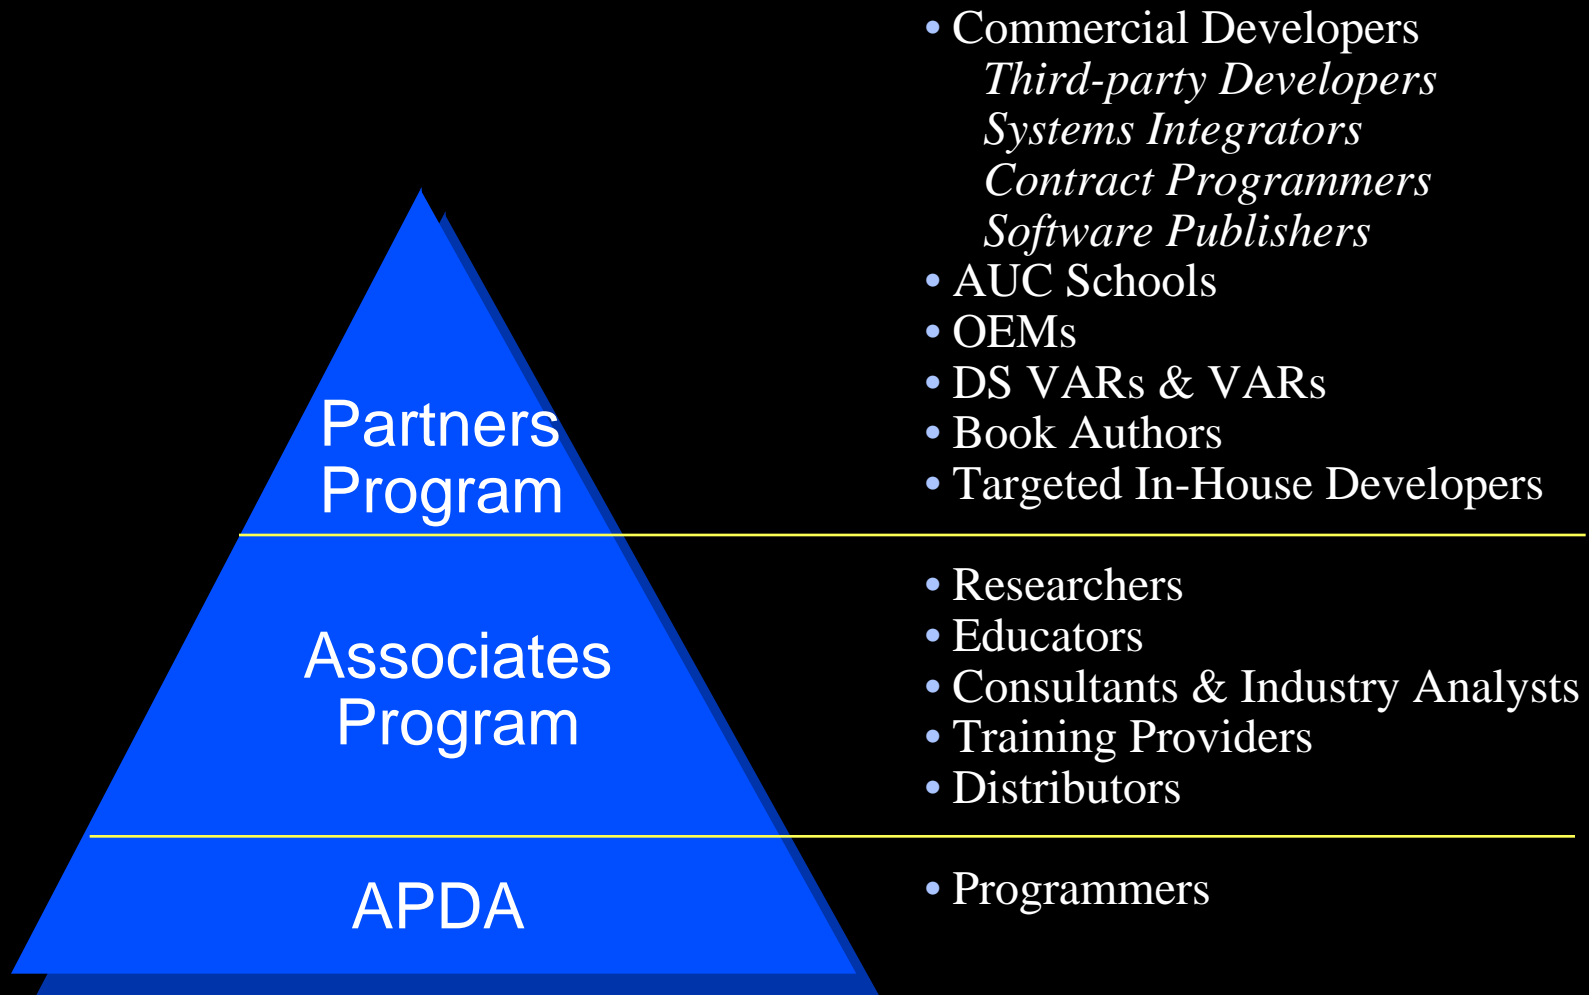 • Commercial Developers
Third-party Developers
Systems Integrators
Contract Programmers
Software Publishers
• AUC Schools
• OEMs
• DS VARs & VARs
• Book Authors
• Targeted In-House Developers
Partners
Program
• Researchers
• Educators
• Consultants & Industry Analysts
• Training Providers
• Distributors
Associates
Program
• Programmers
APDA